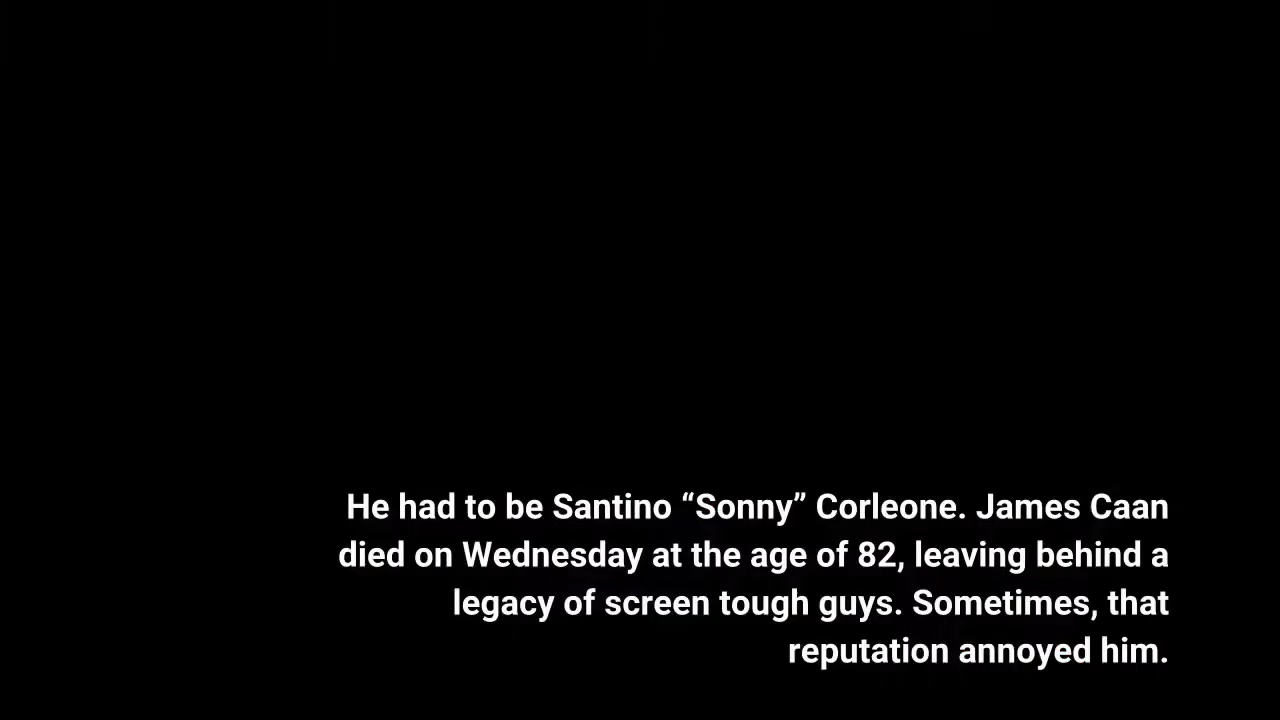 He had to be Santino “Sonny” Corleone. James Caan
died on Wednesday at the age of 82, leaving behind a
legacy of screen tough guys. Sometimes, that
reputation annoyed him.